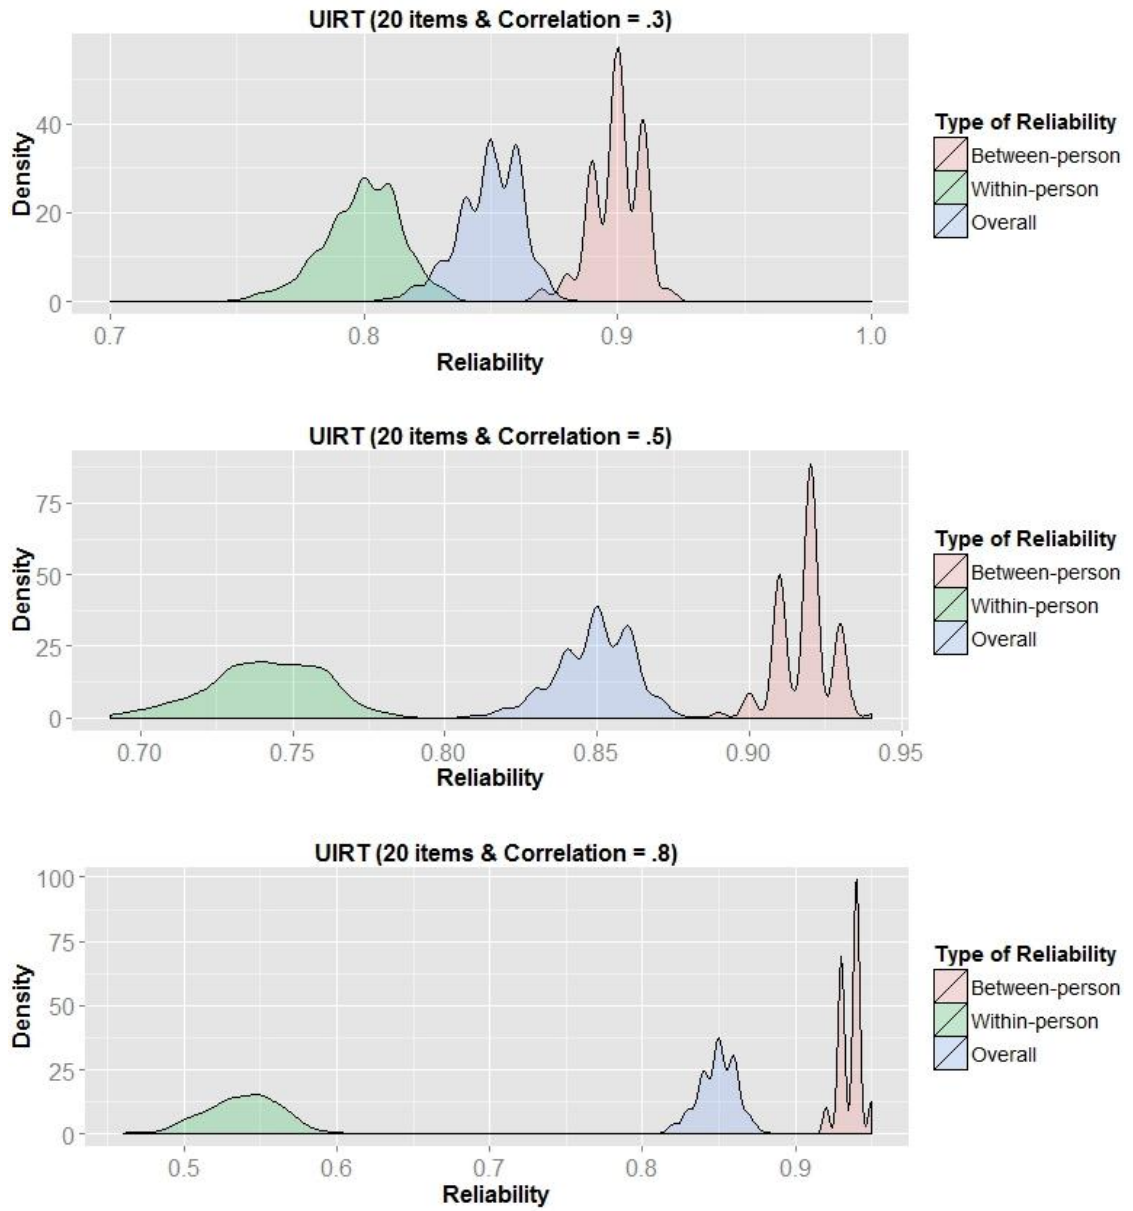 UIRT (20 items & Correlation = .3)
40
20
0
Density
0.7 0.8 0.9 1.0
Reliability
Type of Reliability
Between-person
Within-person
Overall
UIRT (20 items & Correlation = .5)
75
50
25
0
Density
0.70 0.75 0.80 0.85 0.90 0.95
Reliability
Type of Reliability
Between-person
Within-person
Overall
UIRT (20 items & Correlation = .8)
100
75
50
25
0
Density
0.5 0.6 0.7 0.8 0.9
Reliability
Type of Reliability
Between-person
Within-person
Overall